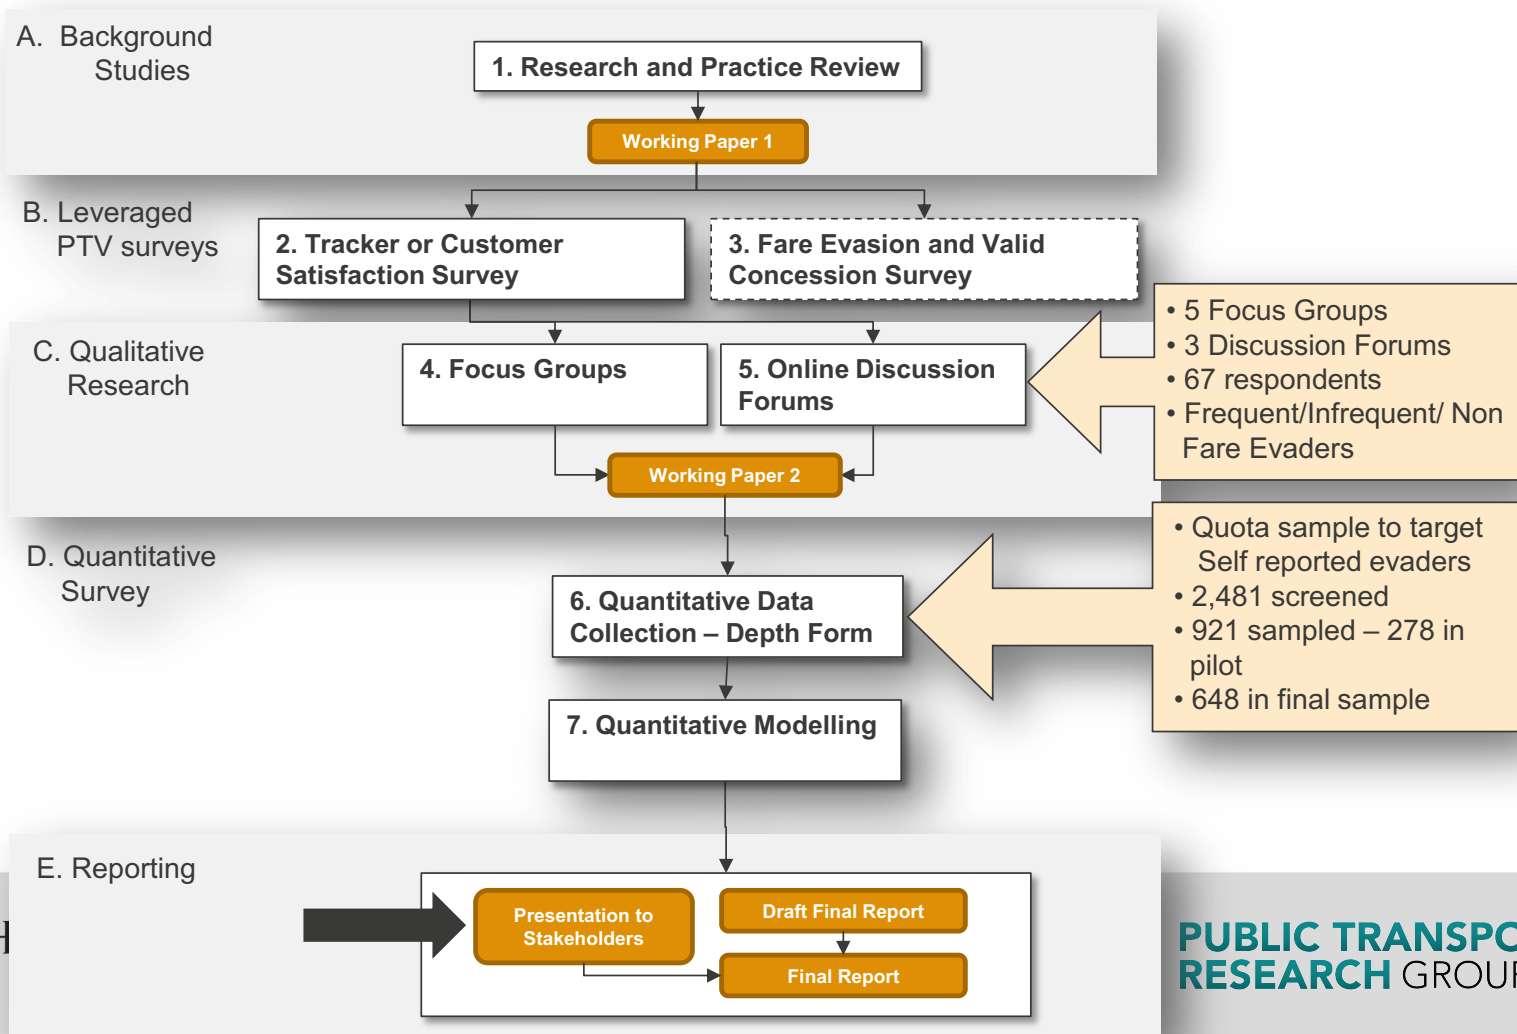 A. Background
Studies
1. Research and Practice Review
Working Paper 1
B. Leveraged
PTV surveys
2. Tracker or Customer
Satisfaction Survey
3. Fare Evasion and Valid
Concession Survey
C. Qualitative
Research
4. Focus Groups
5. Online Discussion
Forums
• 5 Focus Groups
• 3 Discussion Forums
• 67 respondents
• Frequent/Infrequent/ Non
Fare Evaders
Working Paper 2
D. Quantitative
Survey
6. Quantitative Data
Collection – Depth Form
• Quota sample to target
Self reported evaders
• 2,481 screened
• 921 sampled – 278 in
pilot
• 648 in final sample
7. Quantitative Modelling
E. Reporting
Presentation to
Stakeholders
Draft Final Report
Final Report
PUBLIC TRANSPO
RESEARCH GROUP